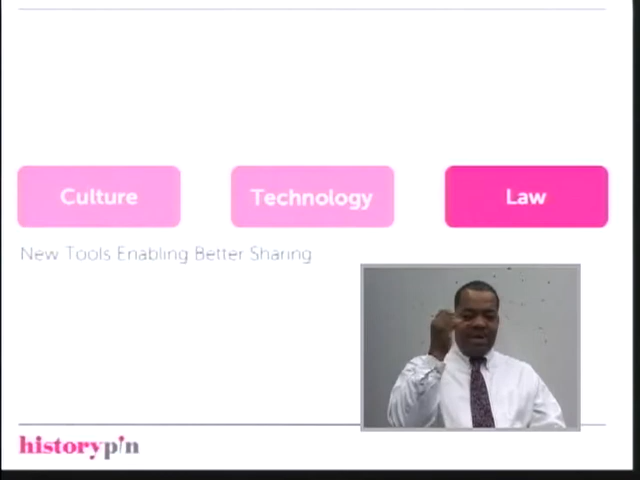 Culture
Technology
Law
New Tools Enabling Better Sharing
historypin